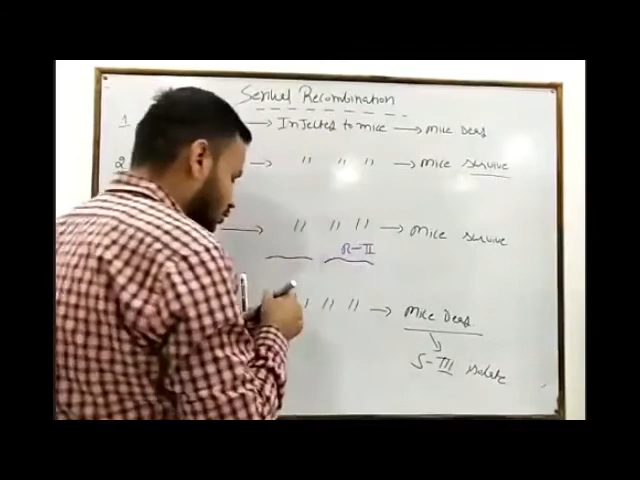 Sexual Recombination
1 → Injected to mice → Mice Dead
2 → " " " → Mice survive
→ " " " → Mice survive
R-II
" " " → Mice Dead
S-III isolate